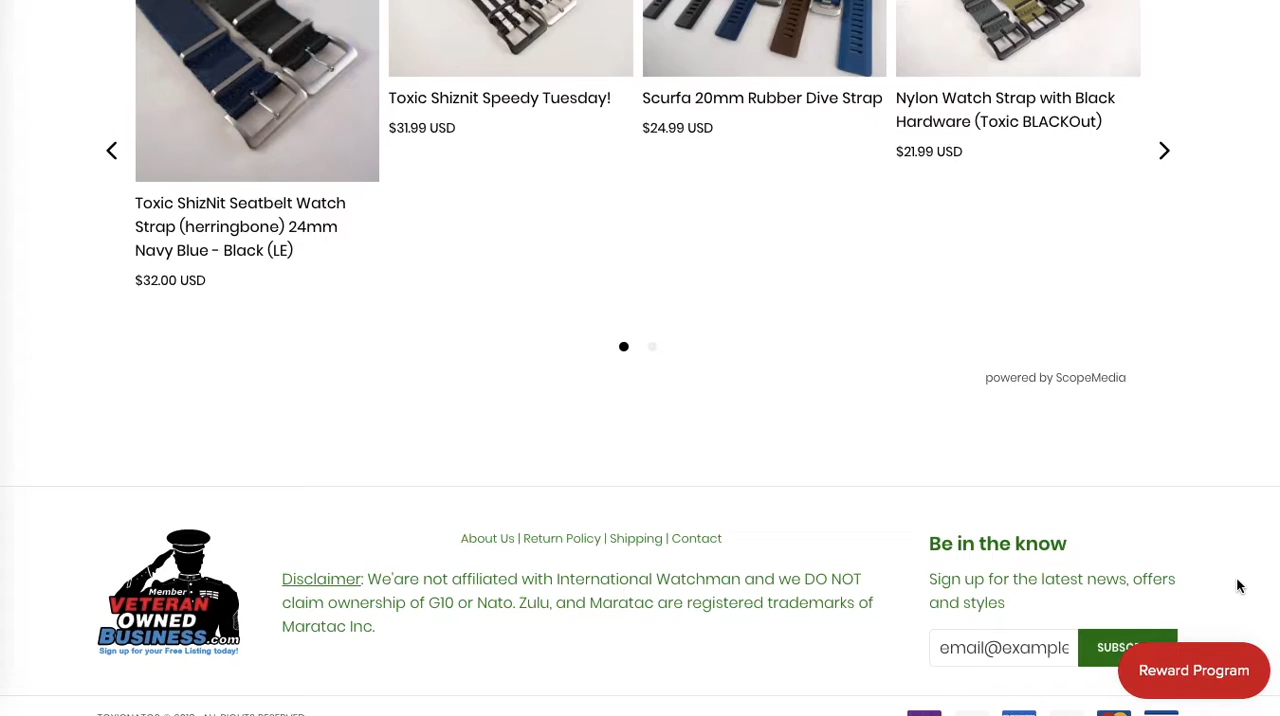 Toxic Shiznit Speedy Tuesday!
$31.99 USD
Scurfa 20mm Rubber Dive Strap
$24.99 USD
Nylon Watch Strap with Black
Hardware (Toxic BLACKOut)
$21.99 USD
Toxic ShizNit Seatbelt Watch
Strap (herringbone) 24mm
Navy Blue - Black (LE)
$32.00 USD
powered by ScopeMedia
Member
VETERAN
OWNED
BUSINESS.com
Sign up for your Free Listing today!
About Us | Return Policy | Shipping | Contact
Disclaimer: We'are not affiliated with International Watchman and we DO NOT
claim ownership of G10 or Nato. Zulu, and Maratac are registered trademarks of
Maratac Inc.
Be in the know
Sign up for the latest news, offers
and styles
email@example
Reward Program